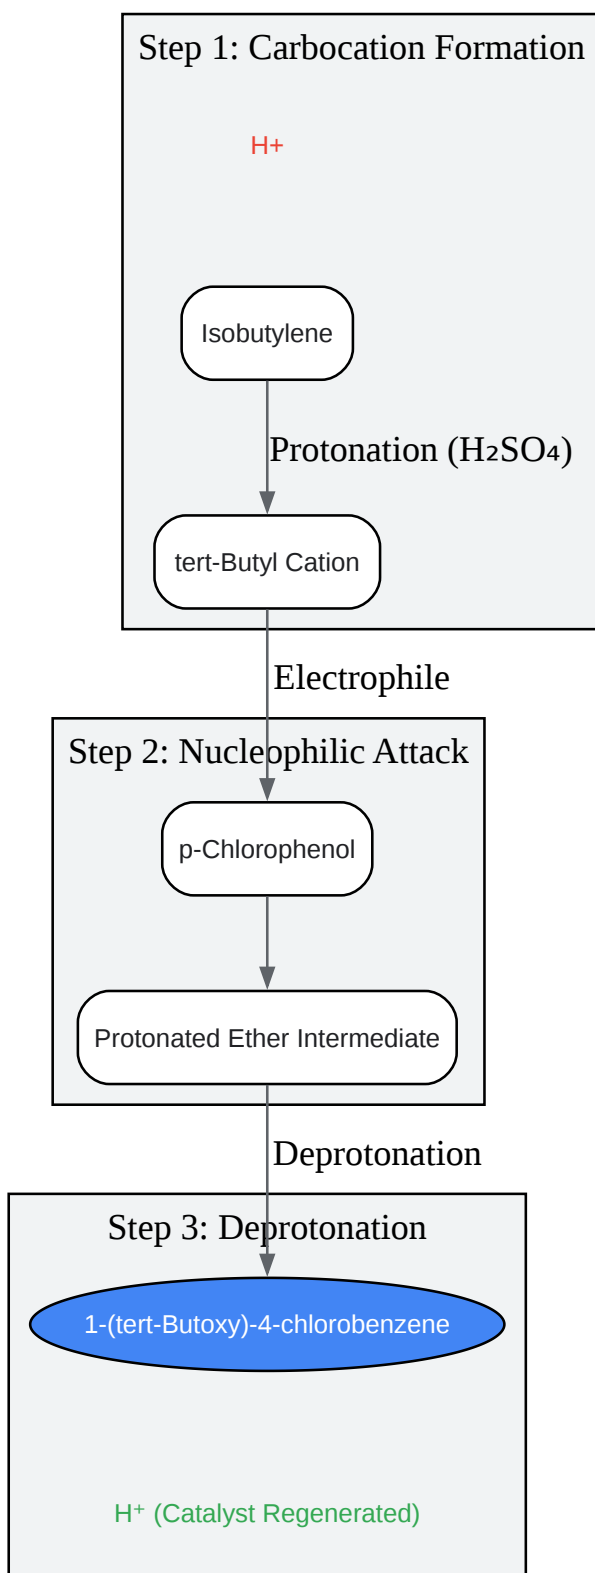 Step 1: Carbocation Formation
H+
Isobutylene
Protonation (H₂SO₄)
tert-Butyl Cation
Electrophile
Step 2: Nucleophilic Attack
p-Chlorophenol
Protonated Ether Intermediate
Deprotonation
Step 3: Deprotonation
1-(tert-Butoxy)-4-chlorobenzene
H⁺ (Catalyst Regenerated)